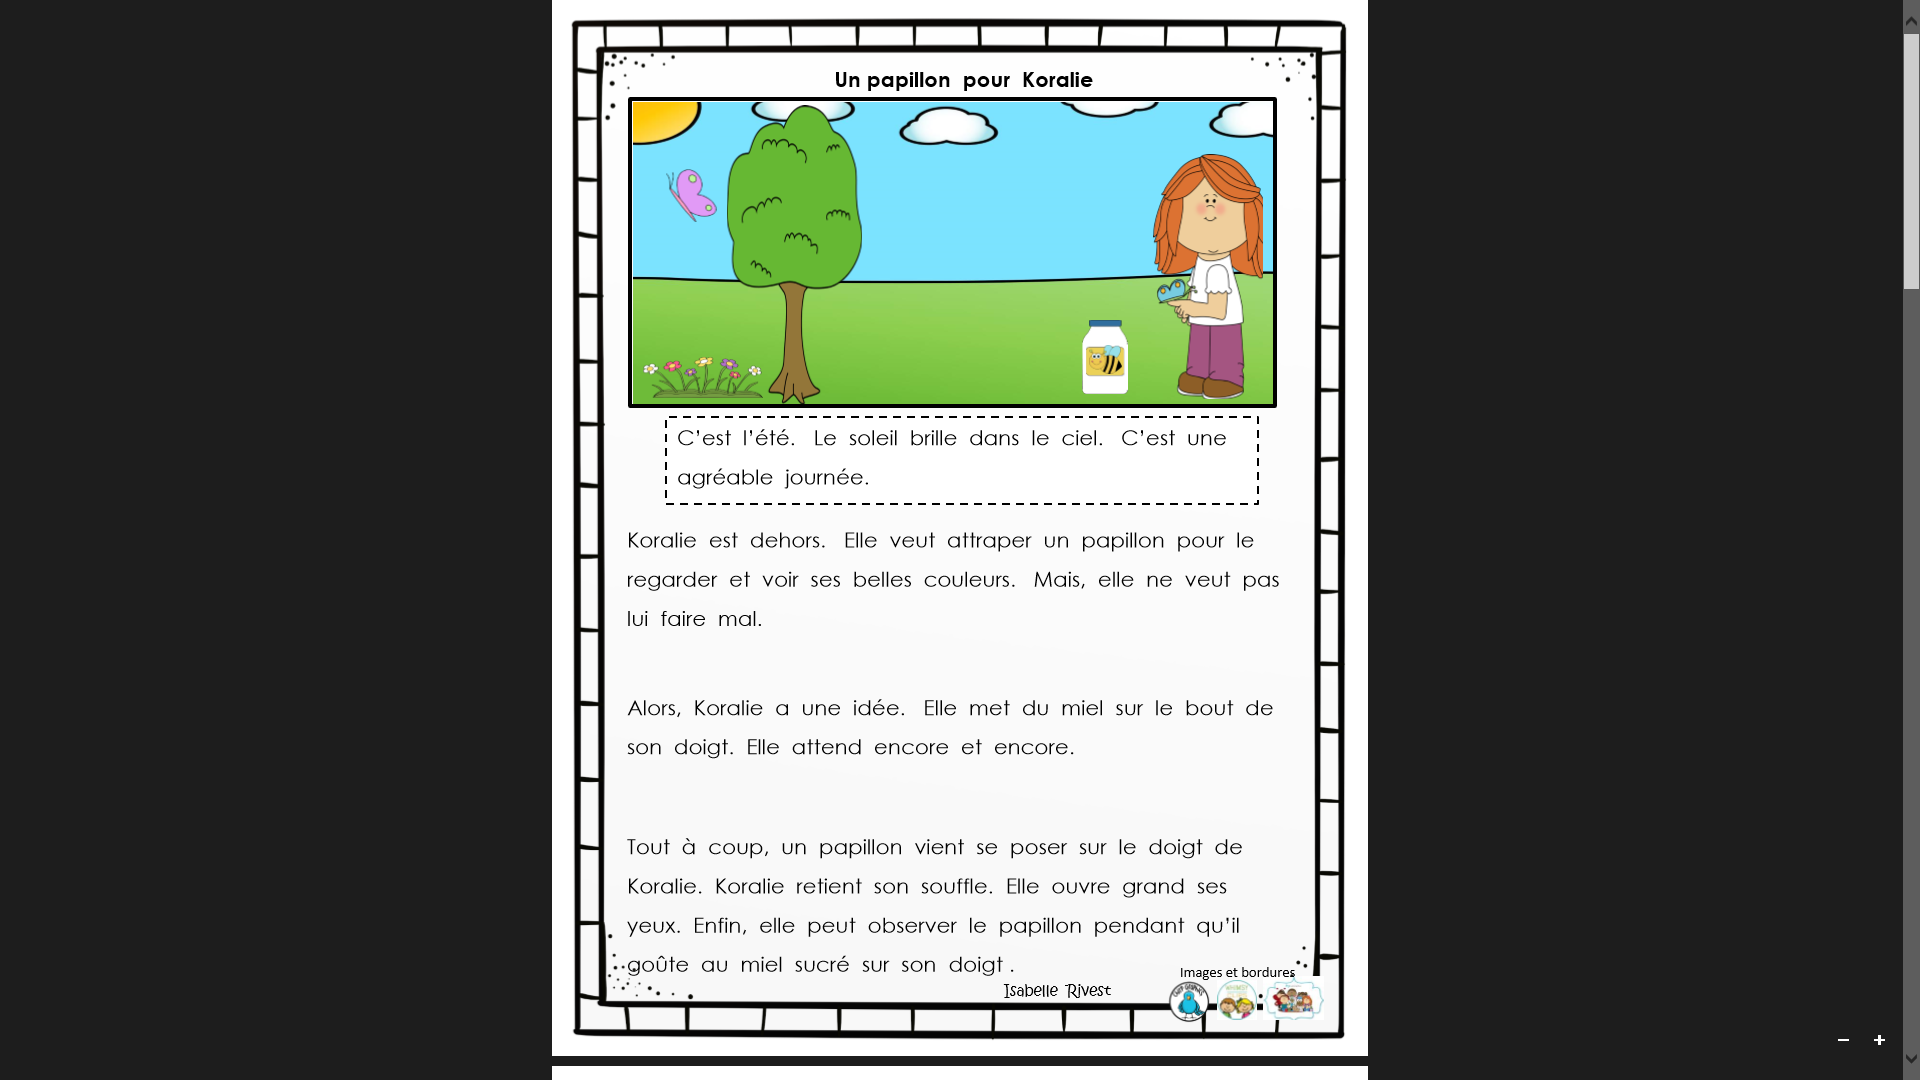 Un papillon pour Koralie
C'est l'été. Le soleil brille dans le ciel. C'est une
agréable journée.
Koralie est dehors. Elle veut attraper un papillon pour le
regarder et voir ses belles couleurs. Mais, elle ne veut pas
lui faire mal.
Alors, Koralie a une idée. Elle met du miel sur le bout de
son doigt. Elle attend encore et encore.
Tout à coup, un papillon vient se poser sur le doigt de
Koralie. Koralie retient son souffle. Elle ouvre grand ses
yeux. Enfin, elle peut observer le papillon pendant qu'il
goûte au miel sucré sur son doigt .
Images et bordures
Isabelle Rivest